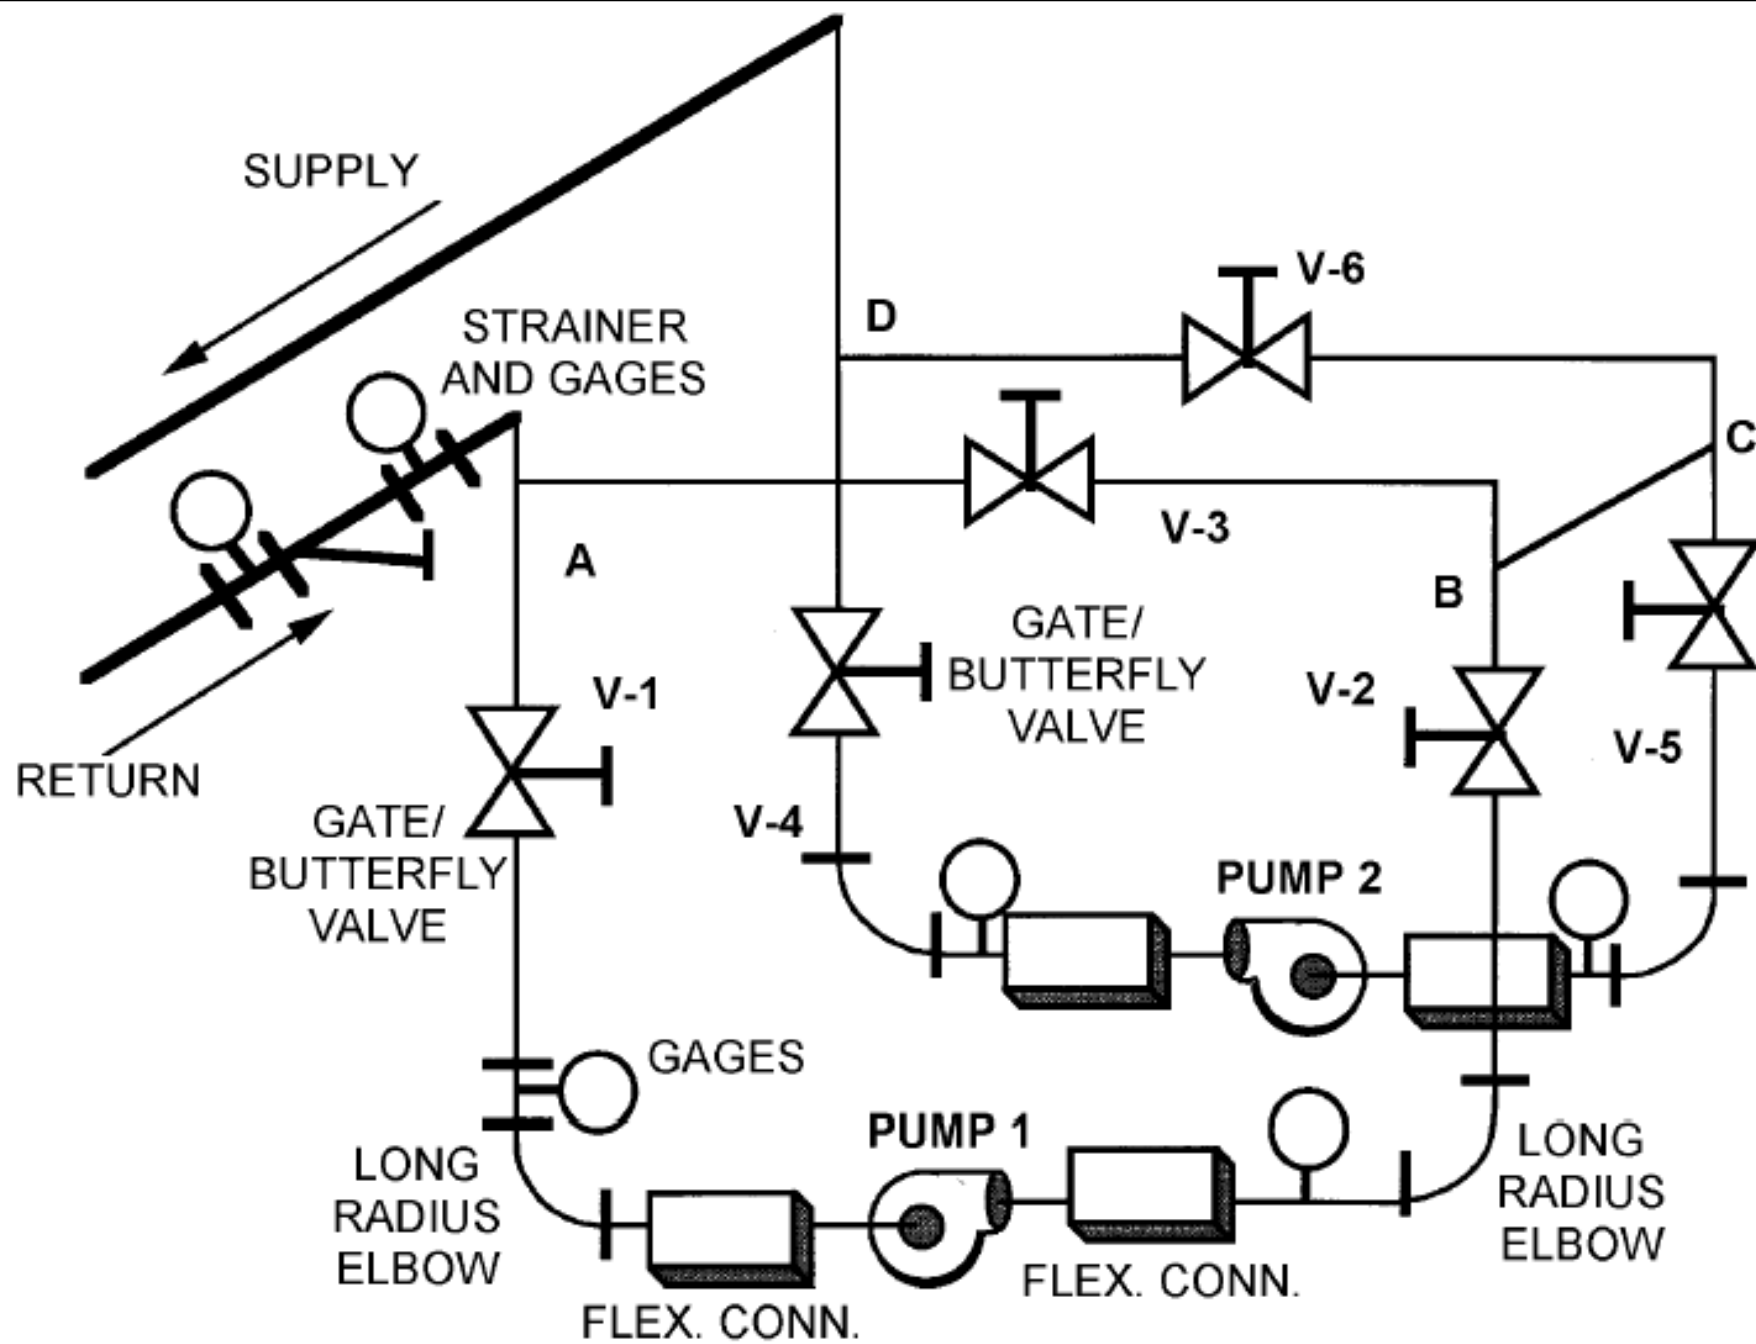 SUPPLY
V-6
D
STRAINER
AND GAGES
C
V-3
A
B
GATE/
BUTTERFLY
VALVE
V-1
V-2
V-5
RETURN
GATE/
BUTTERFLY
VALVE
V-4
PUMP 2
GAGES
PUMP 1
LONG
RADIUS
ELBOW
LONG
RADIUS
ELBOW
FLEX. CONN.
FLEX. CONN.